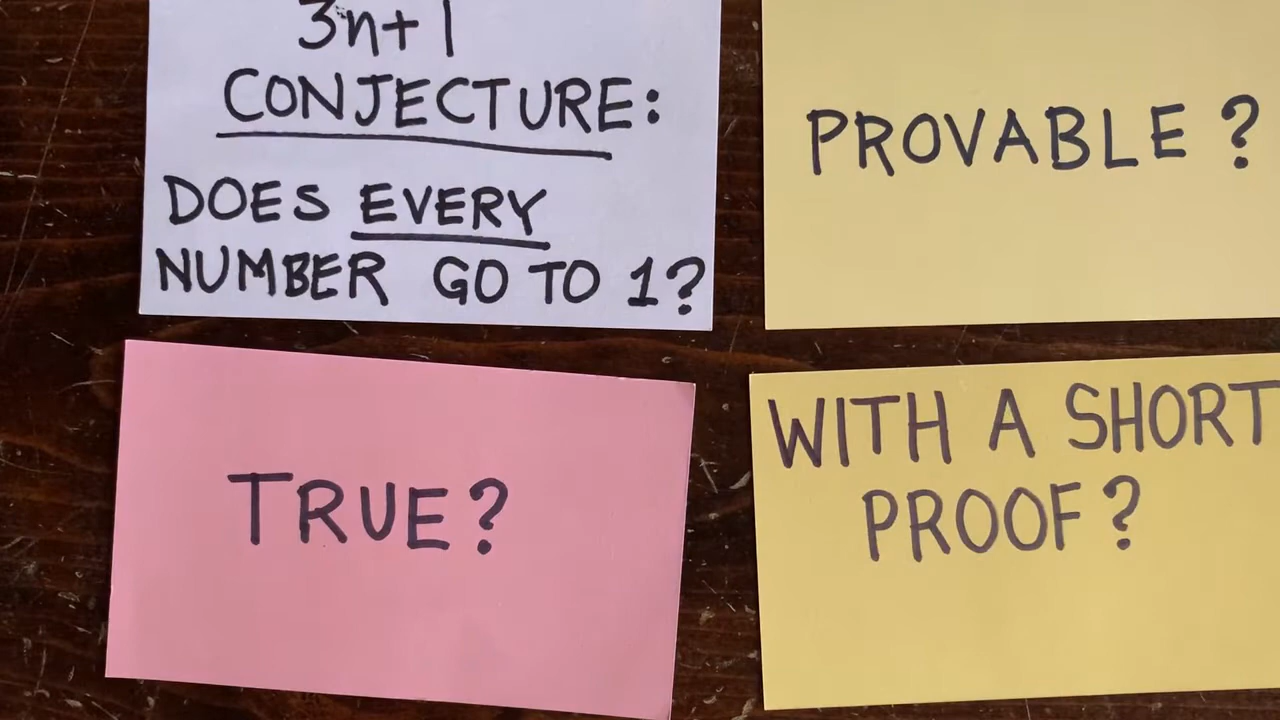 3n+1
CONJECTURE:
DOES EVERY
NUMBER GO TO 1?
PROVABLE?
TRUE?
WITH A SHORT
PROOF?